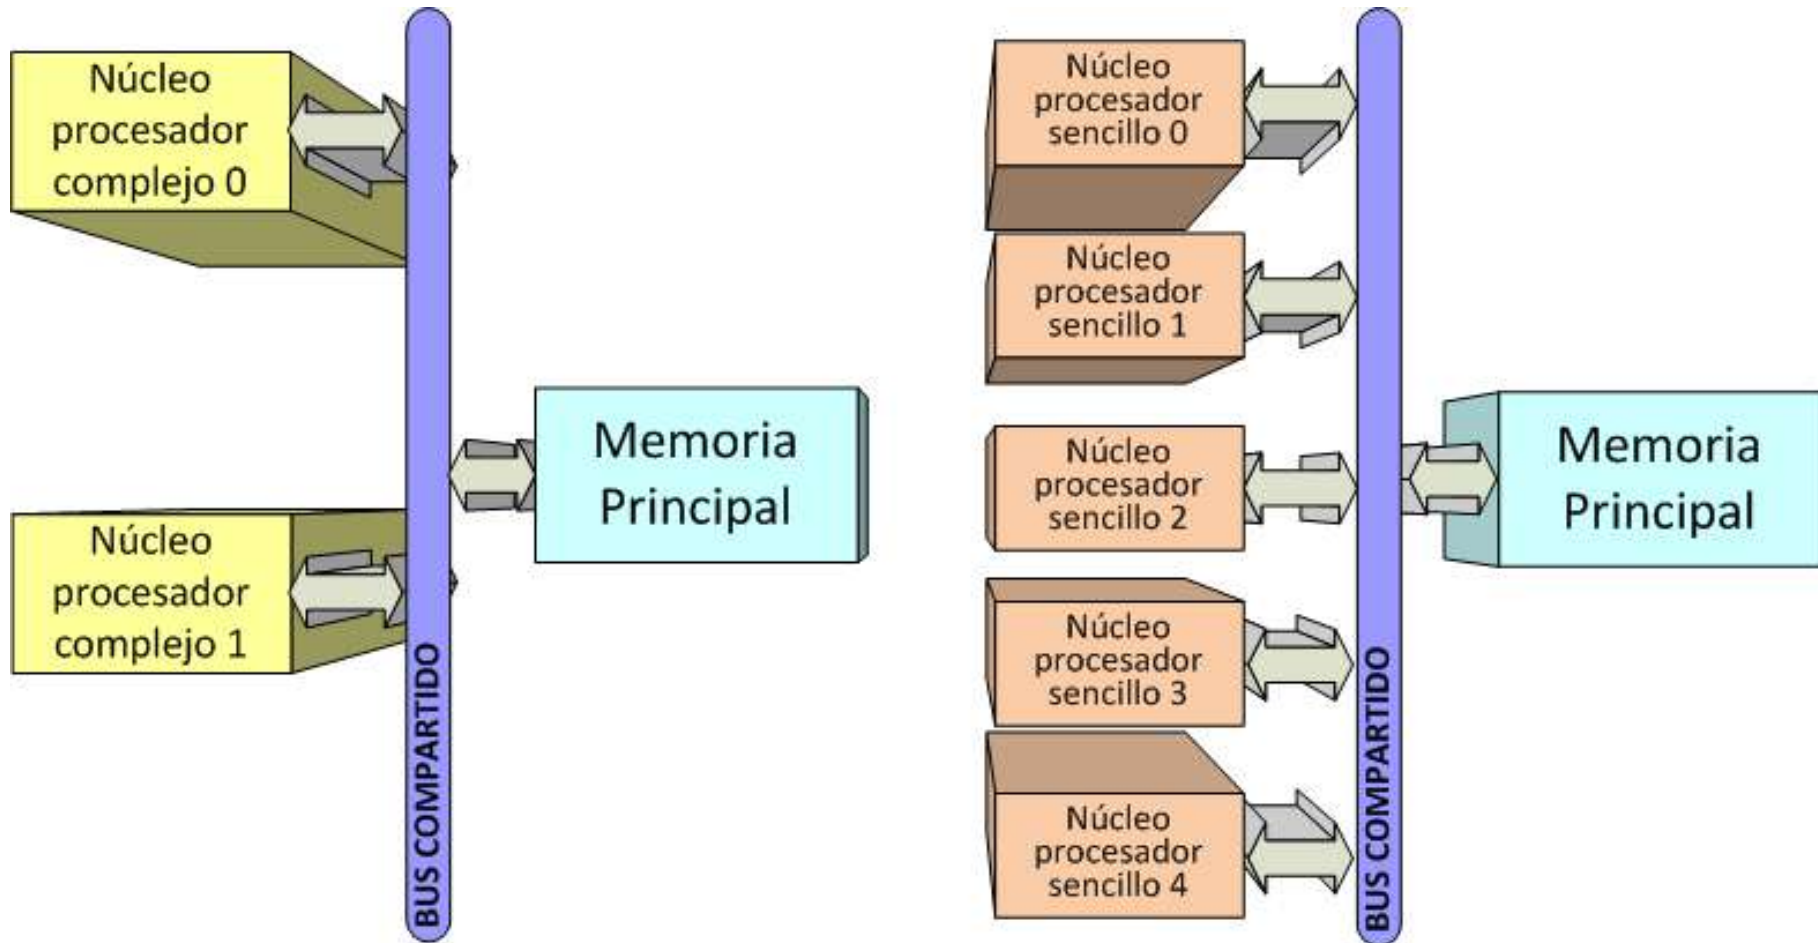 Núcleo
procesador
complejo 0
Núcleo
procesador
complejo 1
BUS COMPARTIDO
Memoria
Principal
Núcleo
procesador
sencillo 0
Núcleo
procesador
sencillo 1
Núcleo
procesador
sencillo 2
Núcleo
procesador
sencillo 3
Núcleo
procesador
sencillo 4
BUS COMPARTIDO
Memoria
Principal